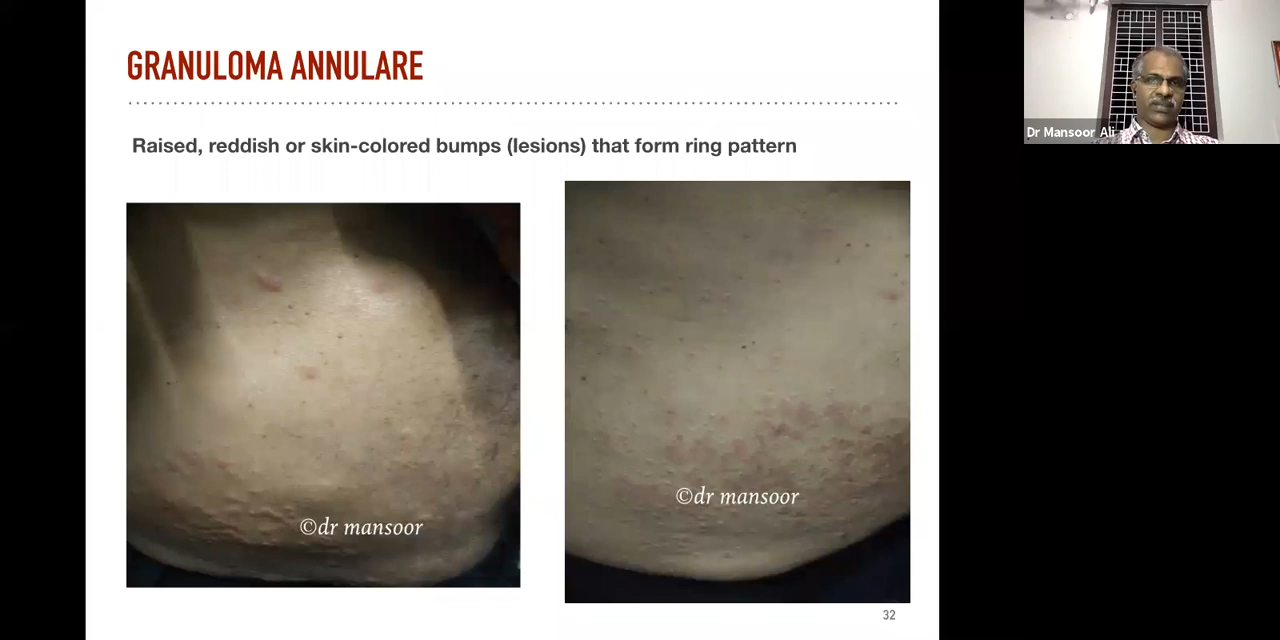 GRANULOMA ANNULARE
Raised, reddish or skin-colored bumps (lesions) that form ring pattern
©dr mansoor
©dr mansoor
32
Dr Mansoor Ali